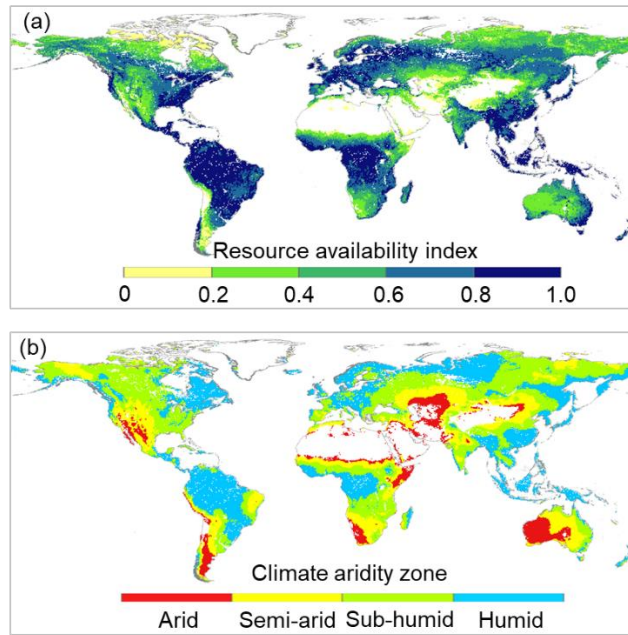 (a)
Resource availability index
0 0.2 0.4 0.6 0.8 1.0
(b)
Climate aridity zone
Arid Semi-arid Sub-humid Humid